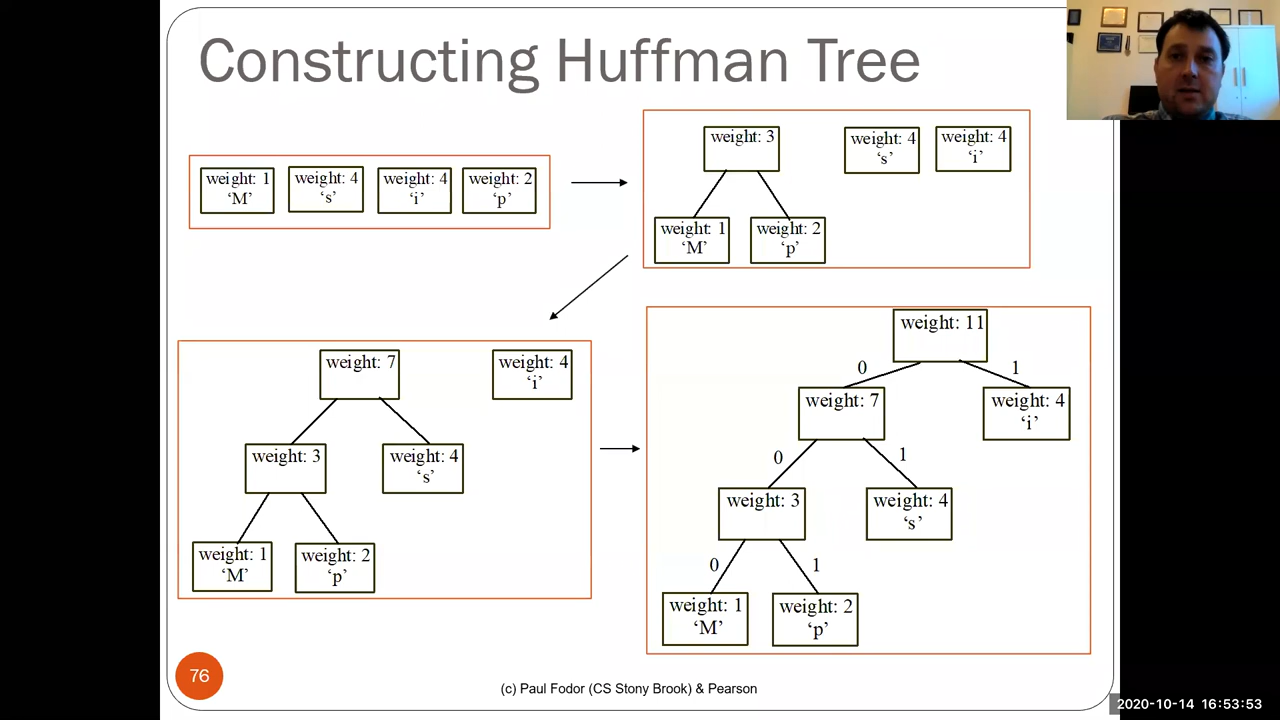 Constructing Huffman Tree
weight: 1
‘M’
weight: 4
‘s’
weight: 4
‘i’
weight: 2
‘p’
weight: 3
weight: 4
‘s’
weight: 4
‘i’
weight: 1
‘M’
weight: 2
‘p’
weight: 7
weight: 4
‘i’
weight: 3
weight: 4
‘s’
weight: 1
‘M’
weight: 2
‘p’
weight: 11
0
1
weight: 7
weight: 4
‘i’
0
1
weight: 3
weight: 4
‘s’
0
1
weight: 1
‘M’
weight: 2
‘p’
76
(c) Paul Fodor (CS Stony Brook) & Pearson
2020-10-14 16:53:53